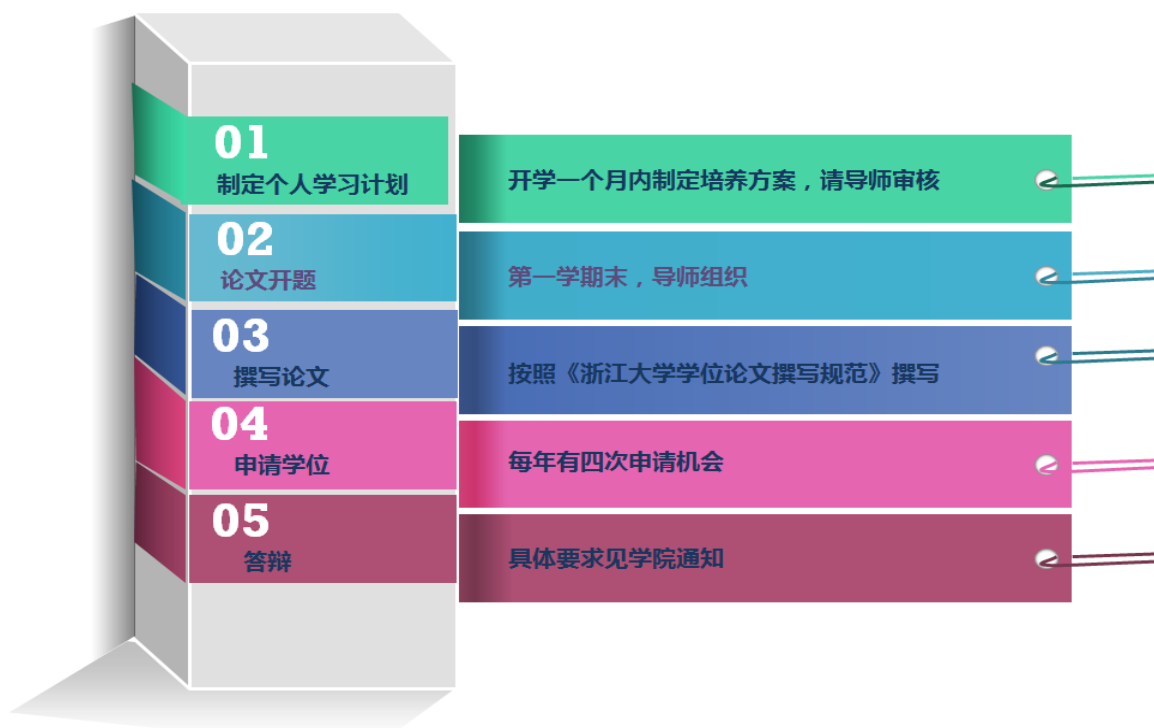 01
制定个人学习计划
开学一个月内制定培养方案，请导师审核
02
论文开题
第一学期末，导师组织
03
撰写论文
按照《浙江大学学位论文撰写规范》撰写
04
申请学位
每年有四次申请机会
05
答辩
具体要求见学院通知